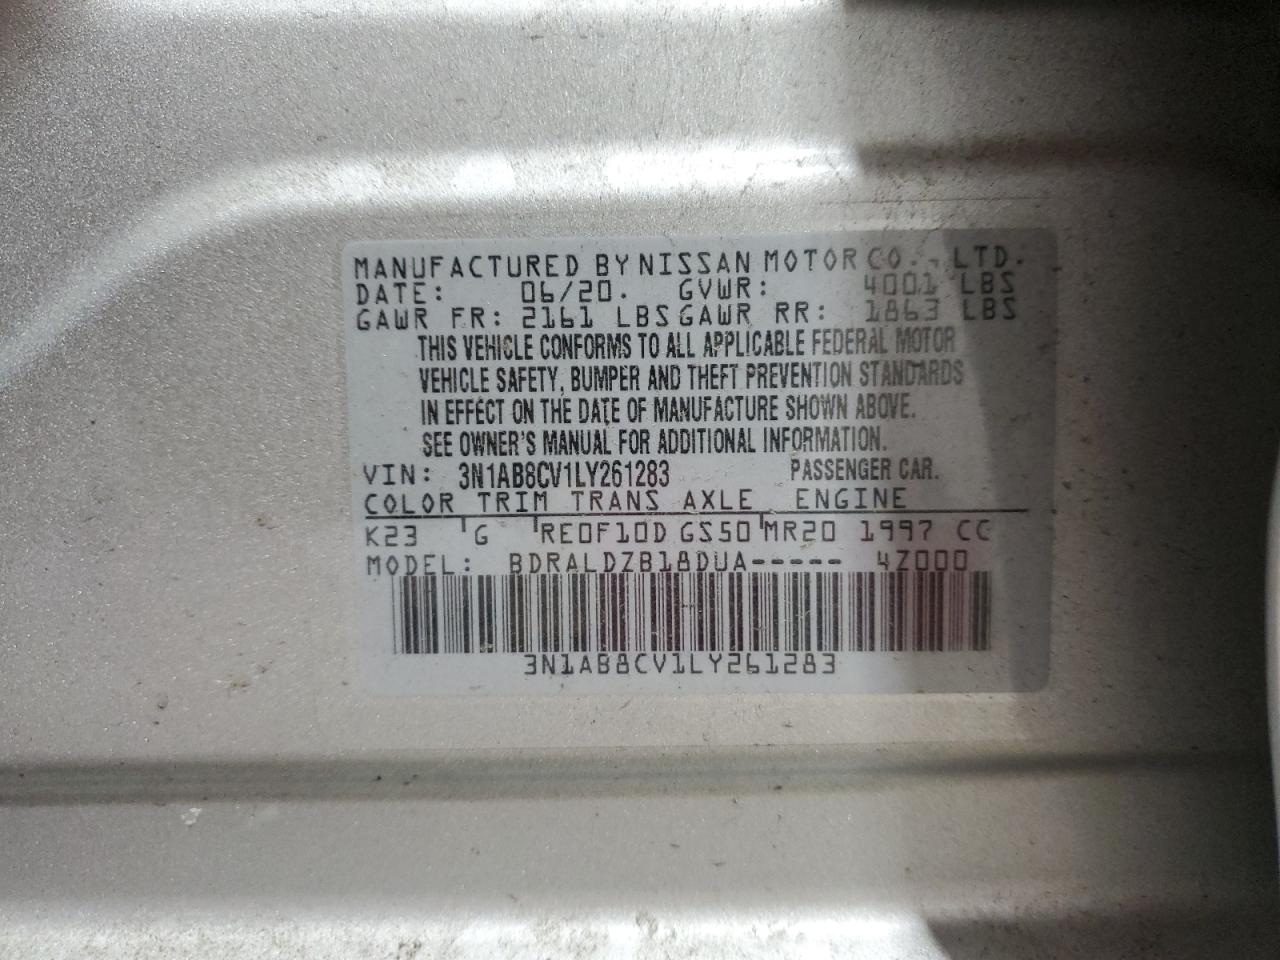 MANUFACTURED BY NISSAN MOTOR CO., LTD.
DATE: 06/20. GVWR: 4001 LBS
GAWR FR: 2161 LBS GAWR RR: 1863 LBS
THIS VEHICLE CONFORMS TO ALL APPLICABLE FEDERAL MOTOR
VEHICLE SAFETY, BUMPER AND THEFT PREVENTION STANDARDS
IN EFFECT ON THE DATE OF MANUFACTURE SHOWN ABOVE.
SEE OWNER'S MANUAL FOR ADDITIONAL INFORMATION.
VIN: 3N1AB8CV1LY261283 PASSENGER CAR.
COLOR TRIM TRANS AXLE ENGINE
K23 G RE0F10D GS50 MR20 1997 CC
MODEL: BDRALDZB18DUA----- 4Z000
3N1AB8CV1LY261283